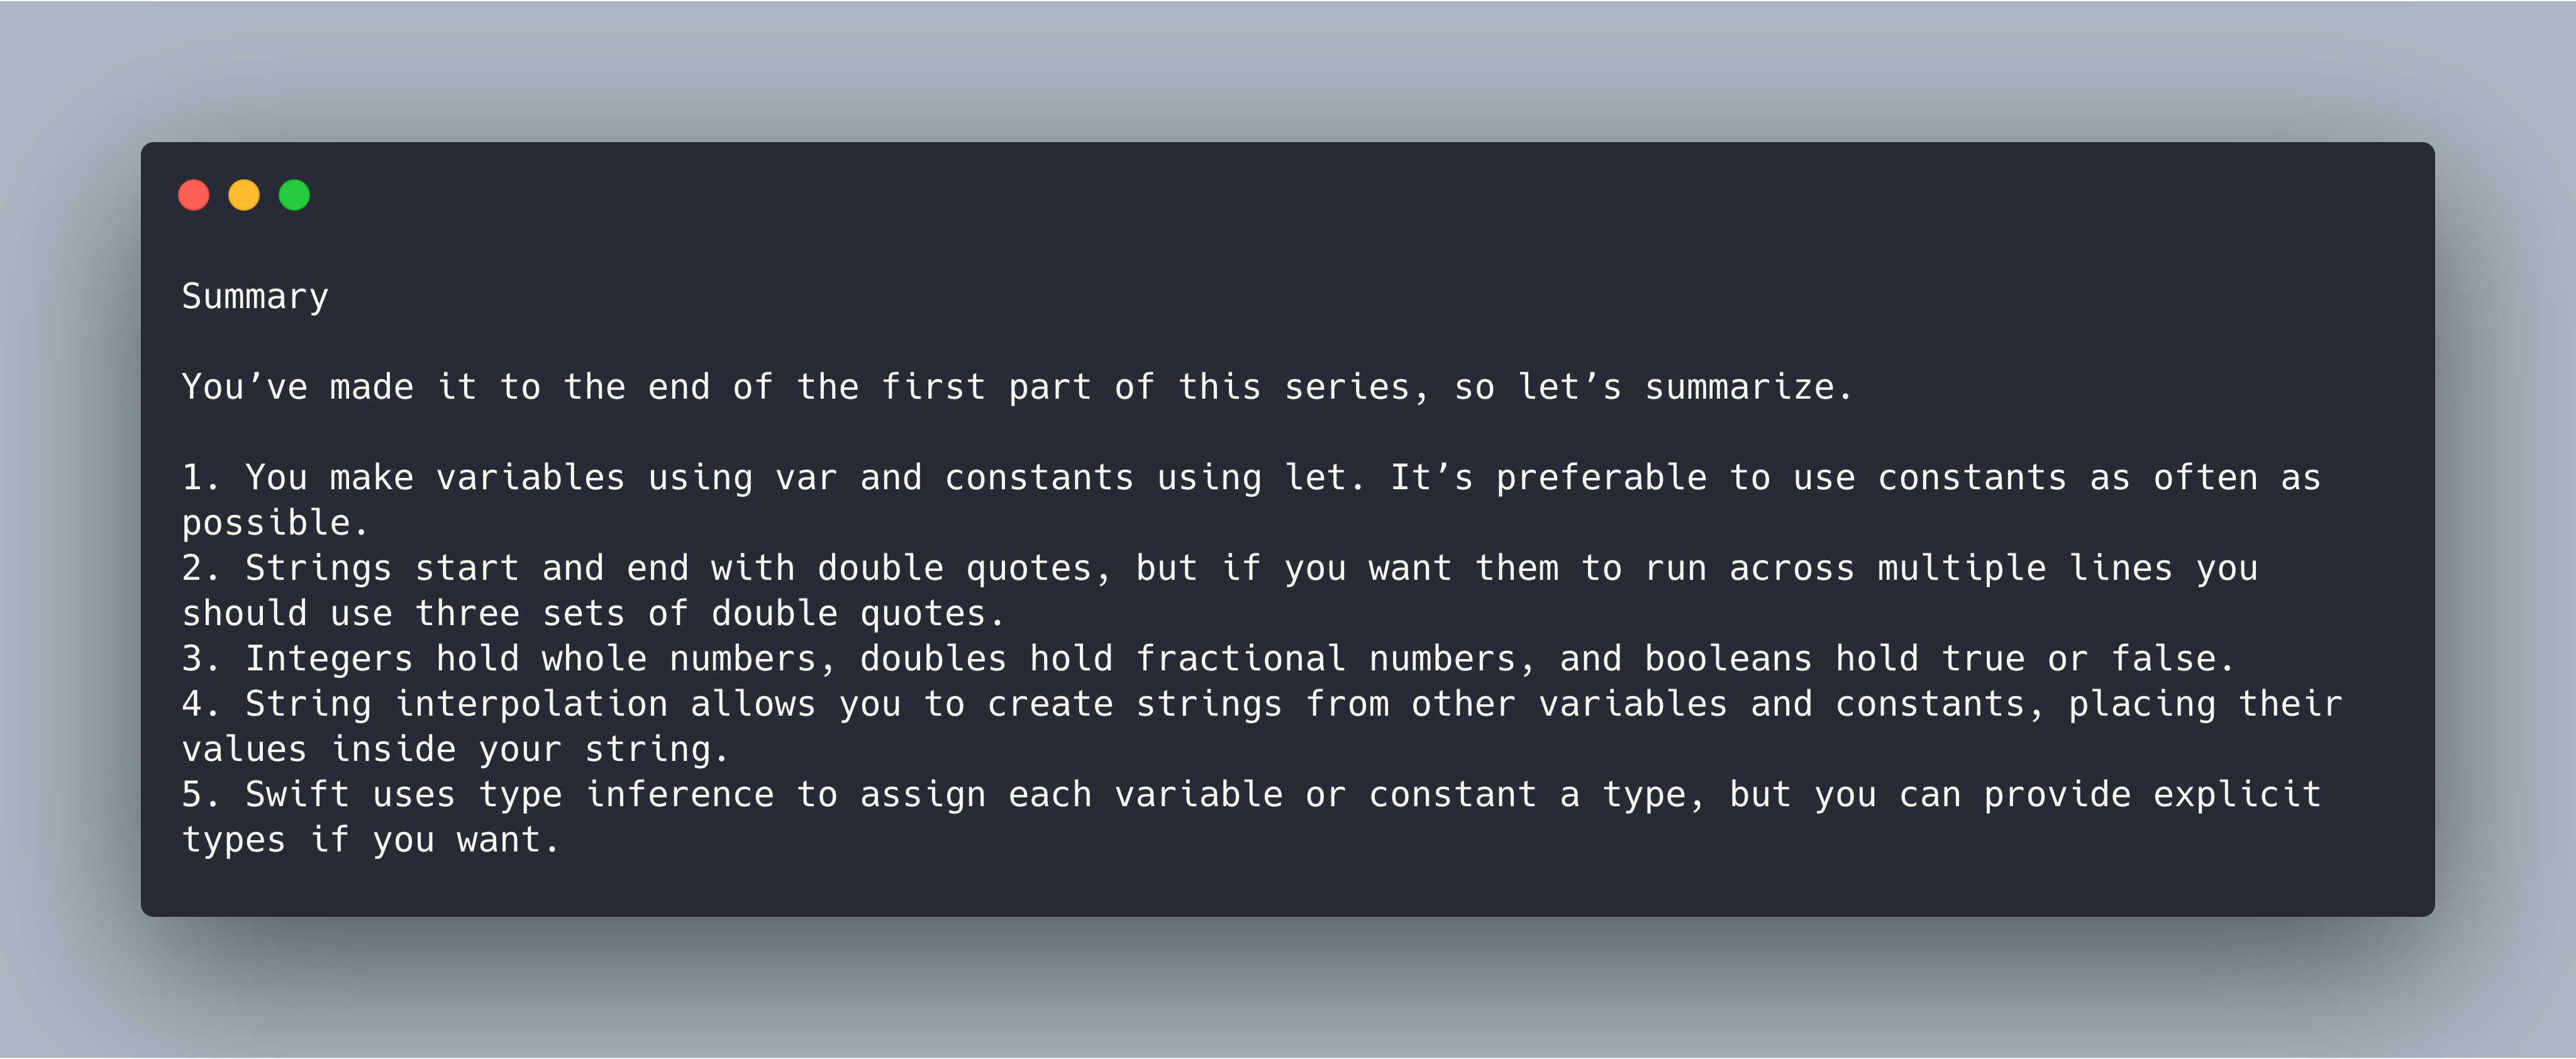 Summary
You’ve made it to the end of the first part of this series, so let’s summarize.
1. You make variables using var and constants using let. It’s preferable to use constants as often as
possible.
2. Strings start and end with double quotes, but if you want them to run across multiple lines you
should use three sets of double quotes.
3. Integers hold whole numbers, doubles hold fractional numbers, and booleans hold true or false.
4. String interpolation allows you to create strings from other variables and constants, placing their
values inside your string.
5. Swift uses type inference to assign each variable or constant a type, but you can provide explicit
types if you want.